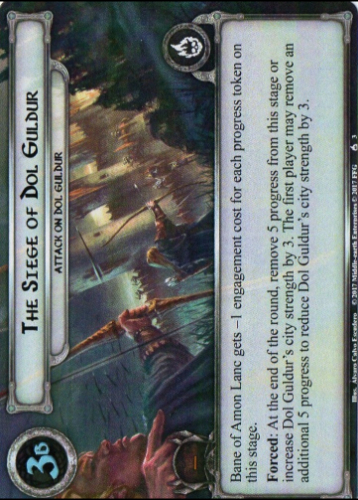 3B
THE SIEGE OF DOL GULDUR
ATTACK ON DOL GULDUR
Bane of Amon Lanc gets –1 engagement cost for each progress token on
this stage.
Forced: At the end of the round, remove 5 progress from this stage or
increase Dol Guldur's city strength by 3. The first player may remove an
additional 5 progress to reduce Dol Guldur's city strength by 3.
Illus. Alvaro Calvo Escudero © 2017 Middle-earth Enterprises © 2017 FFG 3